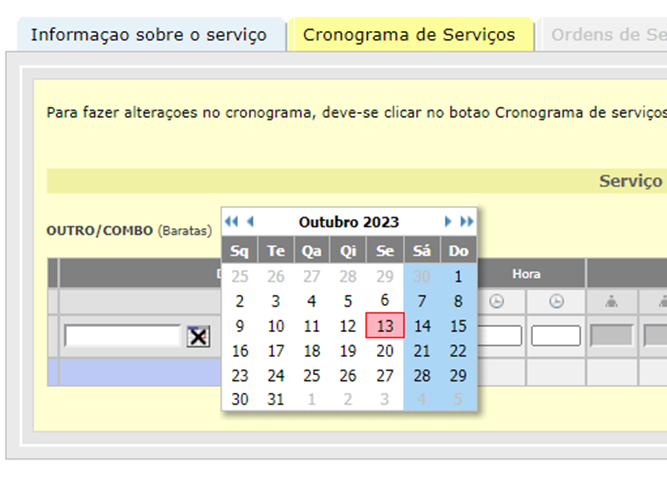 Informaçao sobre o serviço
Cronograma de Serviços
Ordens de Se
Para fazer alteraçoes no cronograma, deve-se clicar no botao Cronograma de serviços
Serviço
OUTRO/COMBO (Baratas)
Outubro 2023
Sq Te Qa Qi Se Sá Do
25 26 27 28 29 30 1
2 3 4 5 6 7 8
9 10 11 12 13 14 15
16 17 18 19 20 21 22
23 24 25 26 27 28 29
30 31 1 2 3 4 5
D
Hora